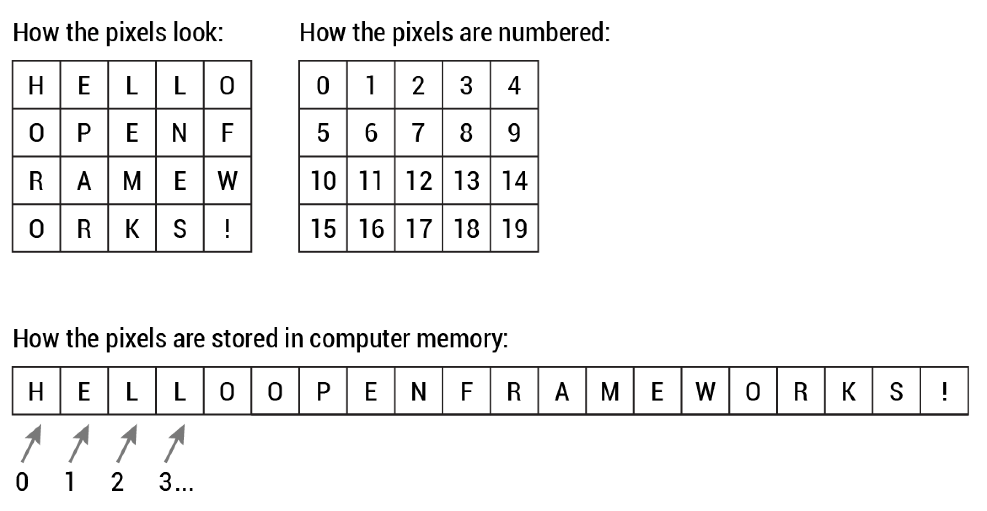 How the pixels look:
H E L L O
O P E N F
R A M E W
O R K S !
How the pixels are numbered:
0 1 2 3 4
5 6 7 8 9
10 11 12 13 14
15 16 17 18 19
How the pixels are stored in computer memory:
H E L L O O P E N F R A M E W O R K S !
0 1 2 3...